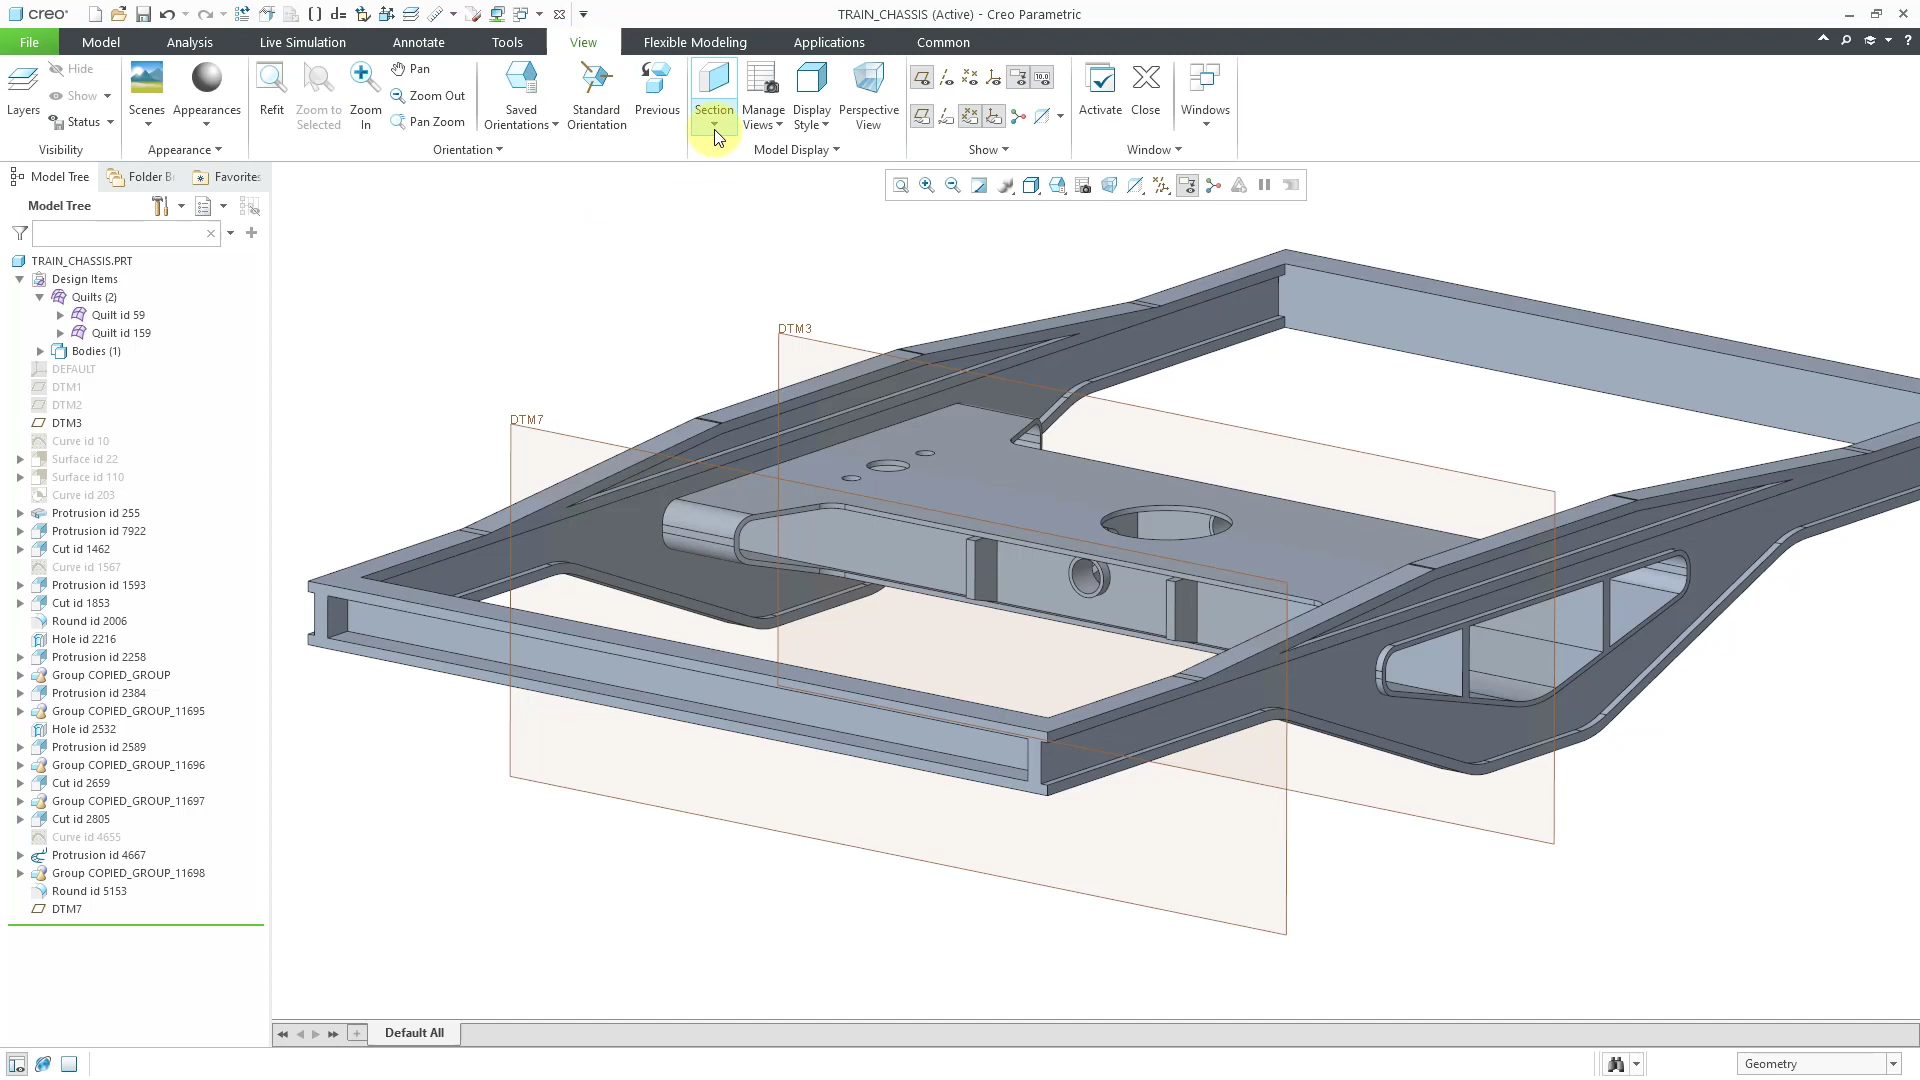 creo
d=
TRAIN_CHASSIS (Active) - Creo Parametric
File
Model
Analysis
Live Simulation
Annotate
Tools
View
Flexible Modeling
Applications
Common
Layers
Hide
Show
Status
Visibility
Scenes
Appearances
Appearance
Refit
Zoom to Selected
Zoom In
Pan
Zoom Out
Pan Zoom
Saved Orientations
Standard Orientation
Previous
Orientation
Section
Manage Views
Display Style
Perspective View
Model Display
10.0
Show
Activate
Close
Windows
Window
Model Tree
Folder B
Favorites
Model Tree
TRAIN_CHASSIS.PRT
Design Items
Quilts (2)
Quilt id 59
Quilt id 159
Bodies (1)
DEFAULT
DTM1
DTM2
DTM3
Curve id 10
Surface id 22
Surface id 110
Curve id 203
Protrusion id 255
Protrusion id 7922
Cut id 1462
Curve id 1567
Protrusion id 1593
Cut id 1853
Round id 2006
Hole id 2216
Protrusion id 2258
Group COPIED_GROUP
Protrusion id 2384
Group COPIED_GROUP_11695
Hole id 2532
Protrusion id 2589
Group COPIED_GROUP_11696
Cut id 2659
Group COPIED_GROUP_11697
Cut id 2805
Curve id 4655
Protrusion id 4667
Group COPIED_GROUP_11698
Round id 5153
DTM7
DTM3
DTM7
Default All
Geometry